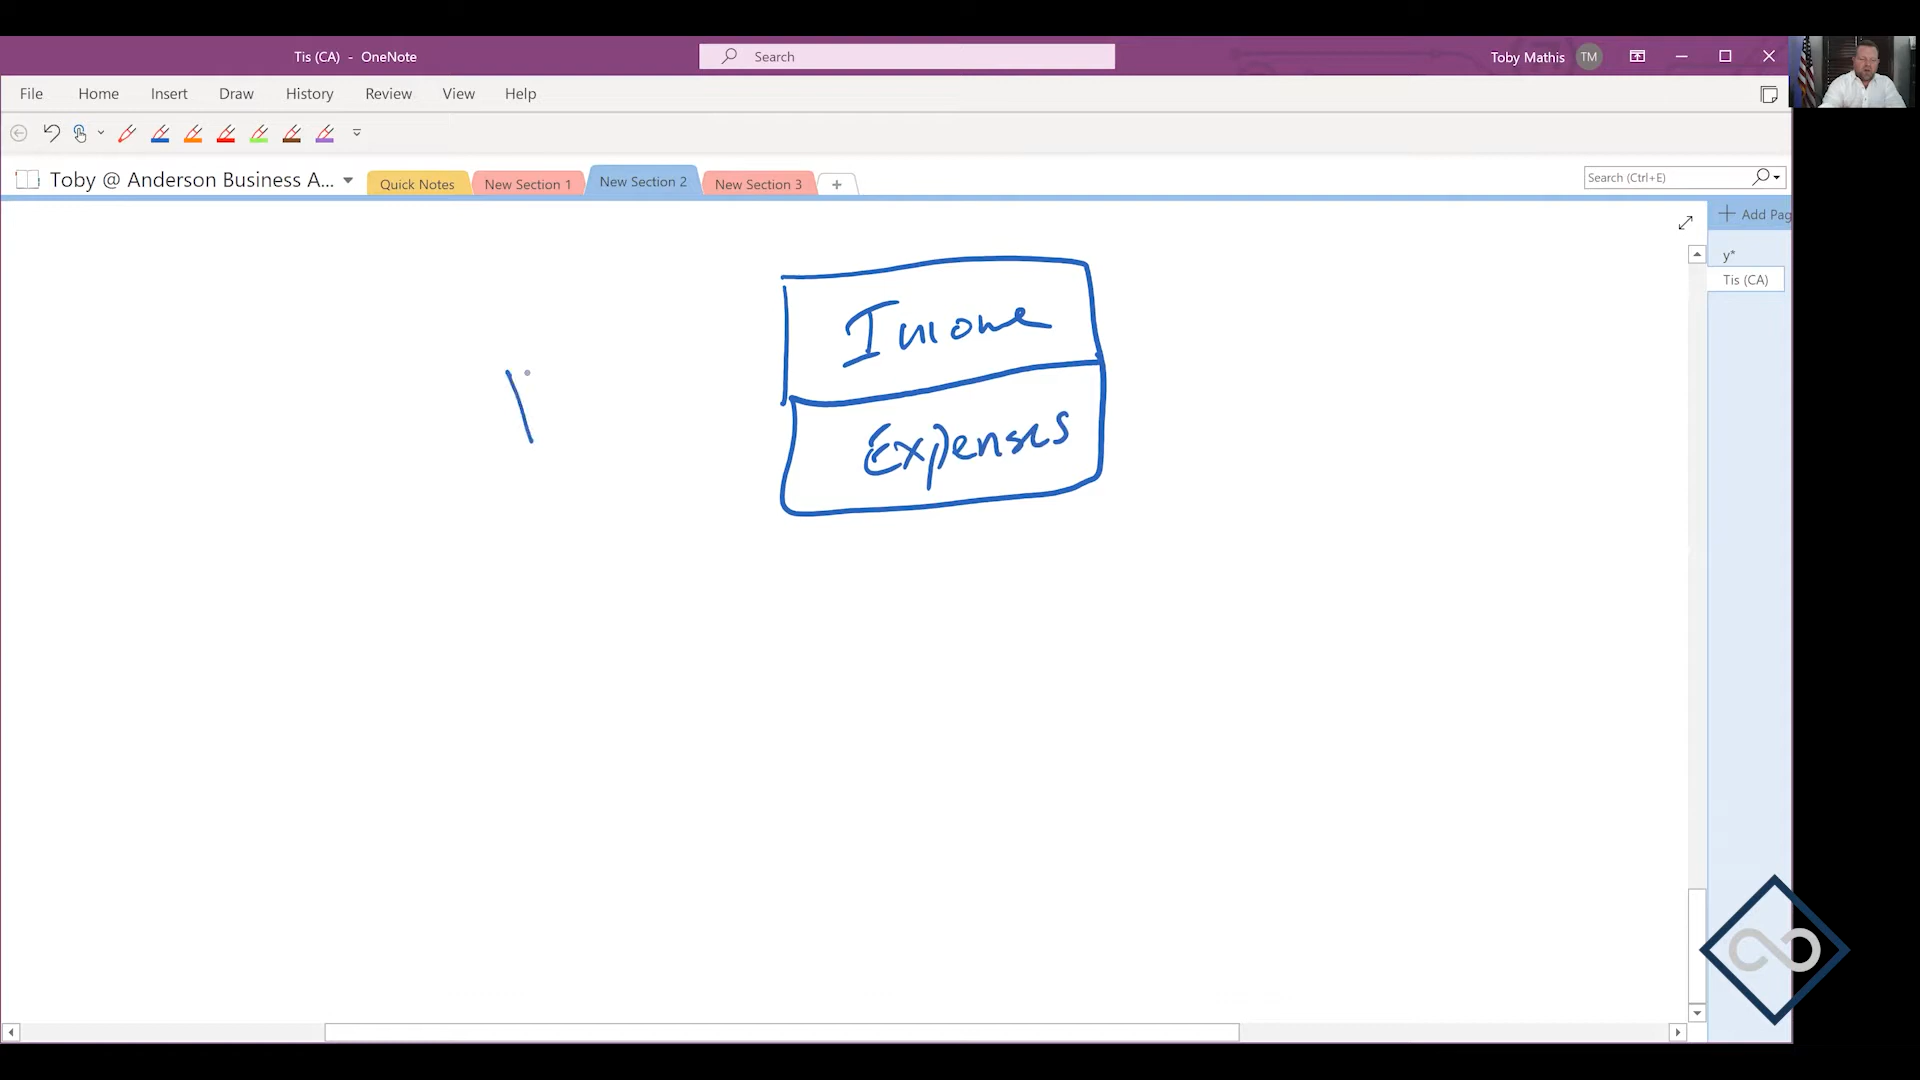 Tis (CA) - OneNote
Search
Toby Mathis
TM
File Home Insert Draw History Review View Help
Toby @ Anderson Business A...
Quick Notes
New Section 1
New Section 2
New Section 3
+
Search (Ctrl+E)
Add Pag
y*
Tis (CA)
Income
Expenses